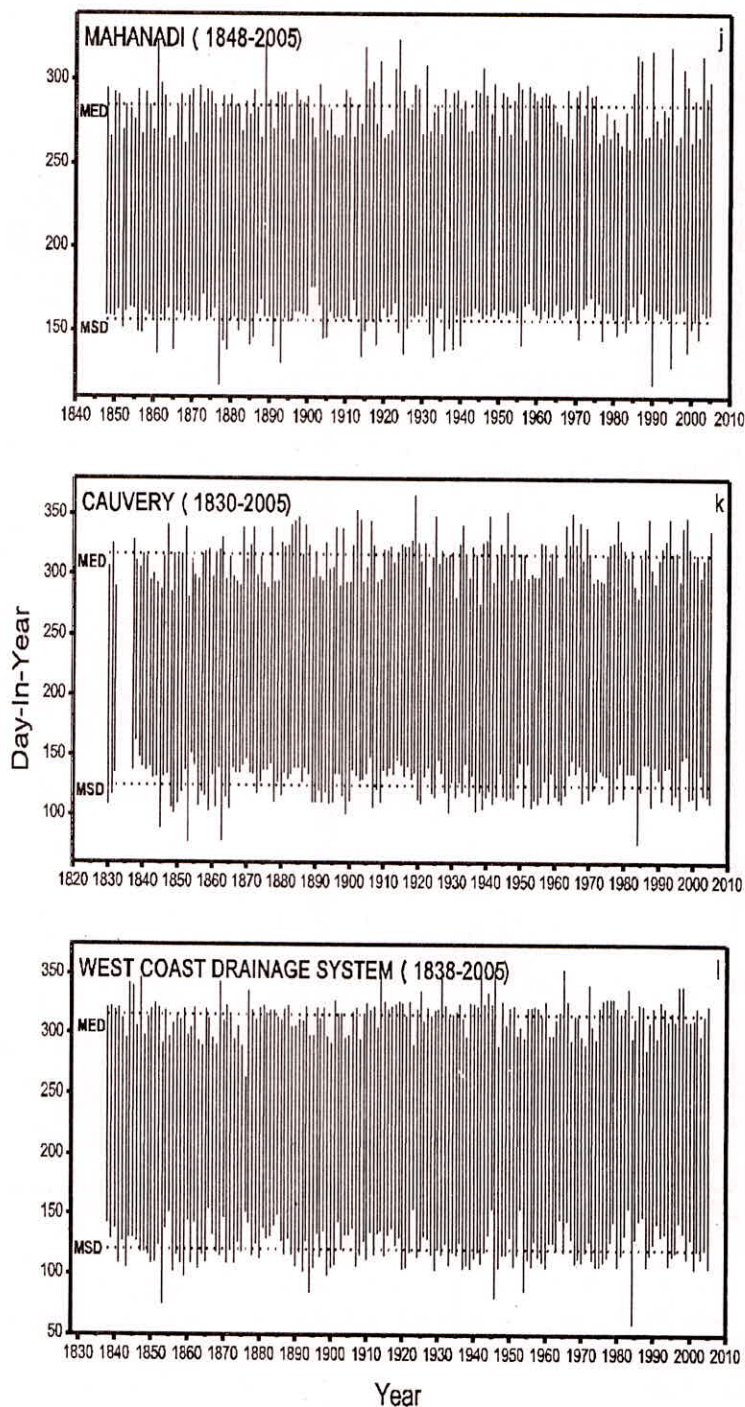 MAHANADI ( 1848-2005)
j
300
MED
250
200
150
MSD
1840 1850 1860 1870 1880 1890 1900 1910 1920 1930 1940 1950 1960 1970 1980 1990 2000 2010
CAUVERY ( 1830-2005)
k
350
MED
300
250
200
150
MSD
100
1820 1830 1840 1850 1860 1870 1880 1890 1900 1910 1920 1930 1940 1950 1960 1970 1980 1990 2000 2010
Day-In-Year
WEST COAST DRAINAGE SYSTEM ( 1838-2005)
l
350
MED
300
250
200
150
MSD
100
50
1830 1840 1850 1860 1870 1880 1890 1900 1910 1920 1930 1940 1950 1960 1970 1980 1990 2000 2010
Year